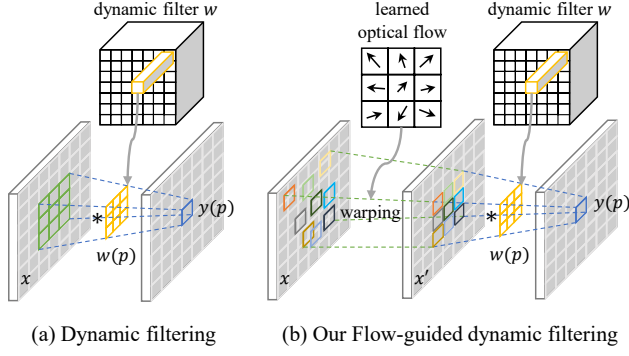 dynamic filter w
*
y(p)
w(p)
x
(a) Dynamic filtering
learned
optical flow
dynamic filter w
warping
*
y(p)
w(p)
x
x′
(b) Our Flow-guided dynamic filtering